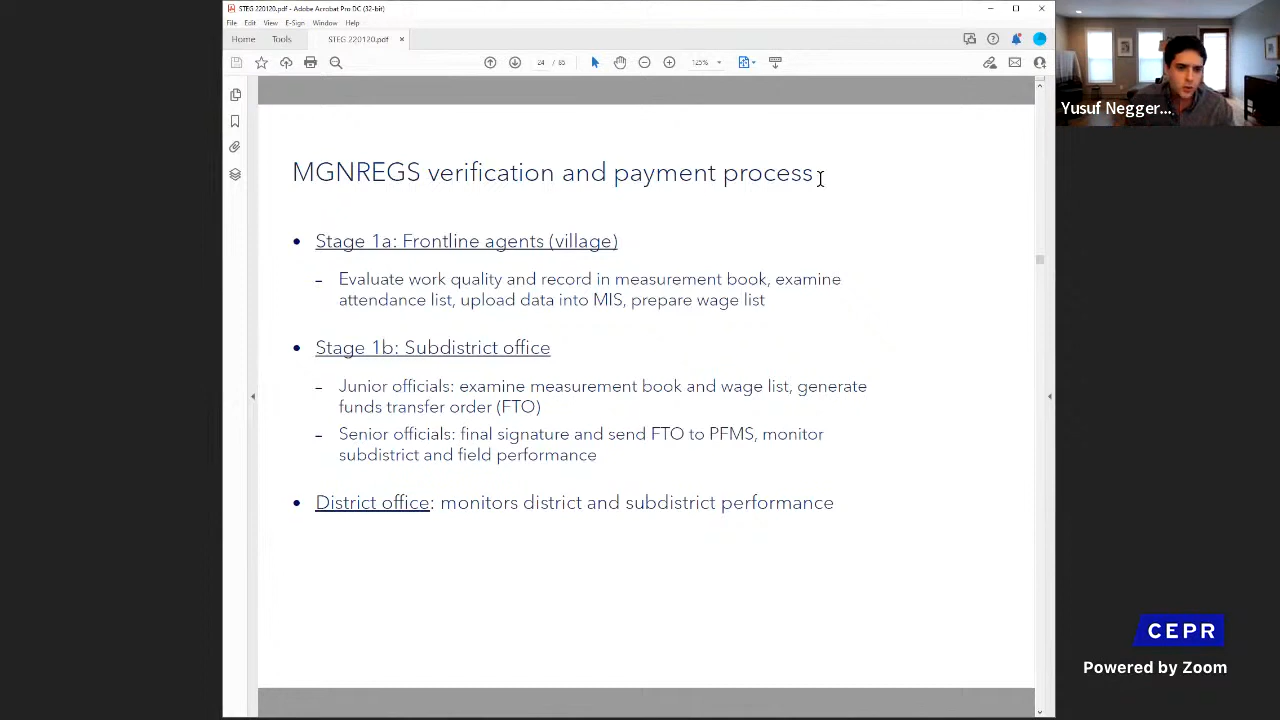 STEG 220120.pdf - Adobe Acrobat Pro DC (32-bit)
File Edit View E-Sign Window Help
Home Tools STEG 220120.pdf ×
24 / 85 125%
Yusuf Negger...
MGNREGS verification and payment process
• Stage 1a: Frontline agents (village)
– Evaluate work quality and record in measurement book, examine
attendance list, upload data into MIS, prepare wage list
• Stage 1b: Subdistrict office
– Junior officials: examine measurement book and wage list, generate
funds transfer order (FTO)
– Senior officials: final signature and send FTO to PFMS, monitor
subdistrict and field performance
• District office: monitors district and subdistrict performance
CEPR
Powered by Zoom